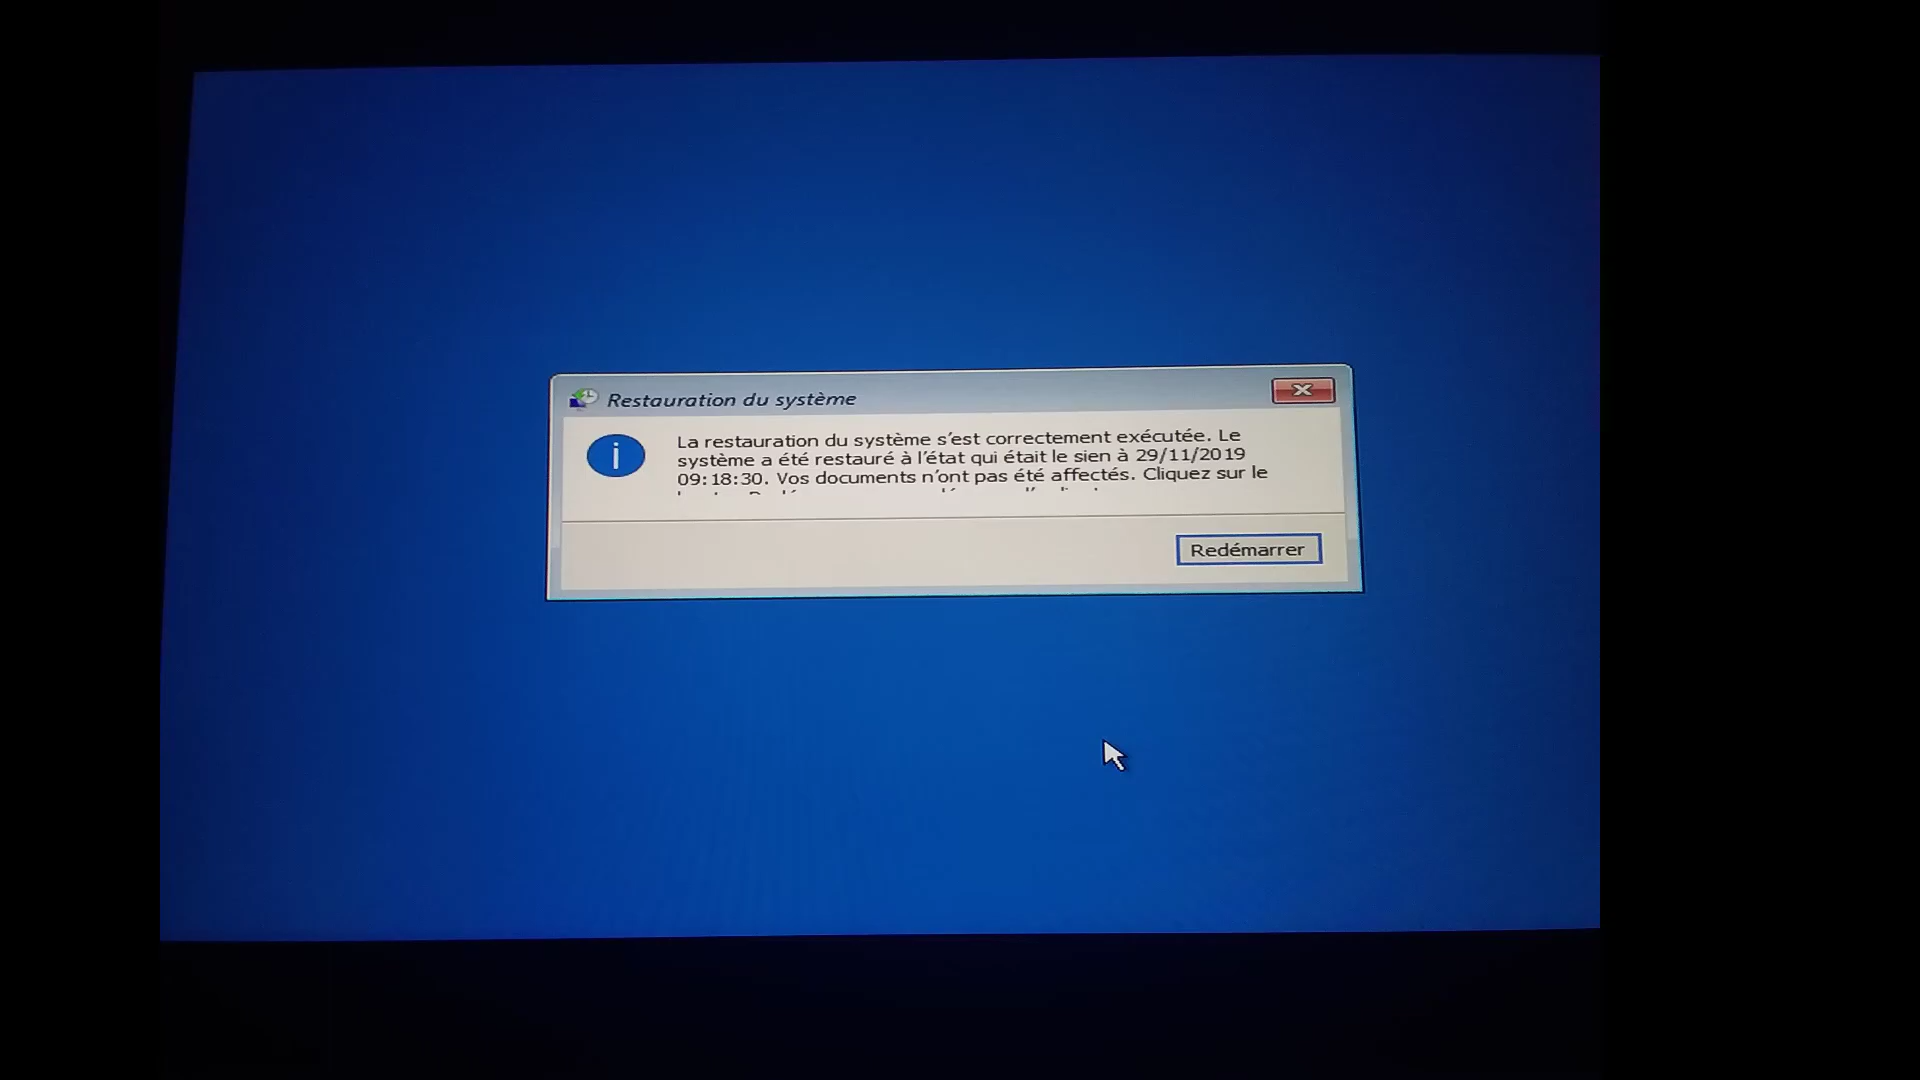 Restauration du système
La restauration du système s'est correctement exécutée. Le
système a été restauré à l'état qui était le sien à 29/11/2019
09:18:30. Vos documents n'ont pas été affectés. Cliquez sur le
Redémarrer